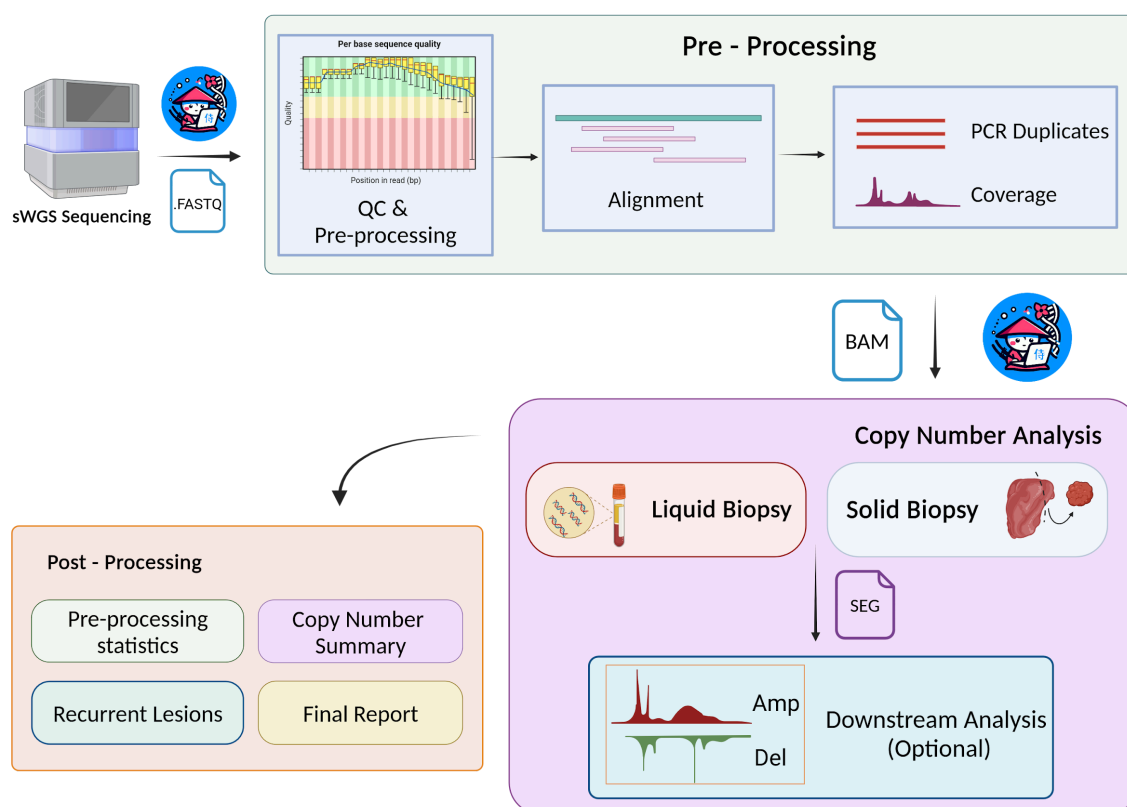 Pre - Processing
Per base sequence quality
Quality
Position in read (bp)
QC &
Pre-processing
sWGS Sequencing
侍
.FASTQ
Alignment
PCR Duplicates
Coverage
BAM
侍
Copy Number Analysis
Liquid Biopsy
Solid Biopsy
SEG
Amp
Del
Downstream Analysis
(Optional)
Post - Processing
Pre-processing
statistics
Copy Number
Summary
Recurrent Lesions
Final Report